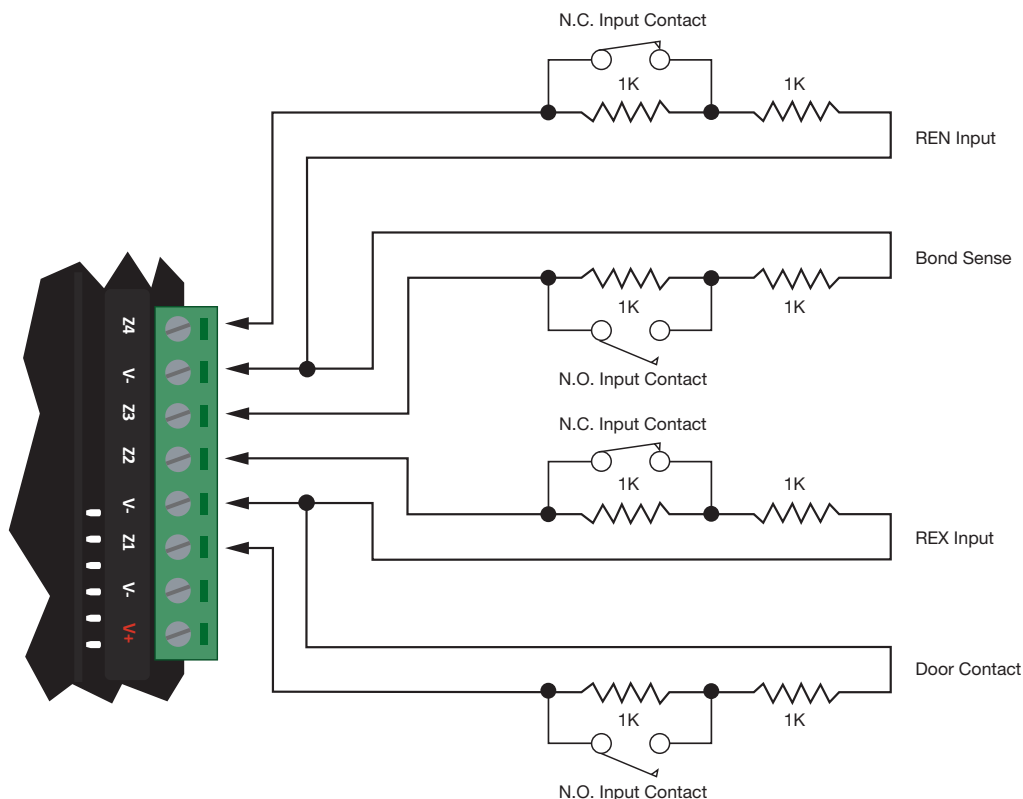 N.C. Input Contact
1K
1K
REN Input
Bond Sense
1K
1K
N.O. Input Contact
N.C. Input Contact
1K
1K
REX Input
Door Contact
1K
1K
N.O. Input Contact
Z4
V-
Z3
Z2
V-
Z1
V-
V+